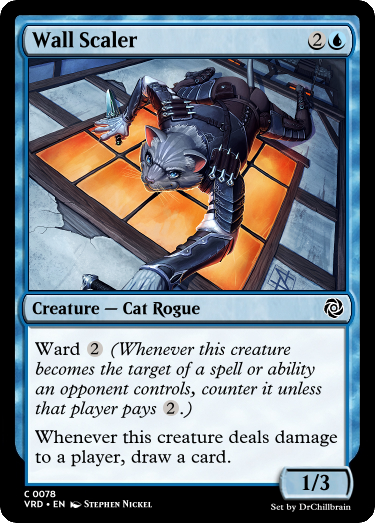 Wall Scaler 2
Creature — Cat Rogue
Ward 2 (Whenever this creature
becomes the target of a spell or ability
an opponent controls, counter it unless
that player pays 2.)
Whenever this creature deals damage
to a player, draw a card.
1/3
C 0078
VRD • EN Stephen Nickel
Set by DrChillbrain